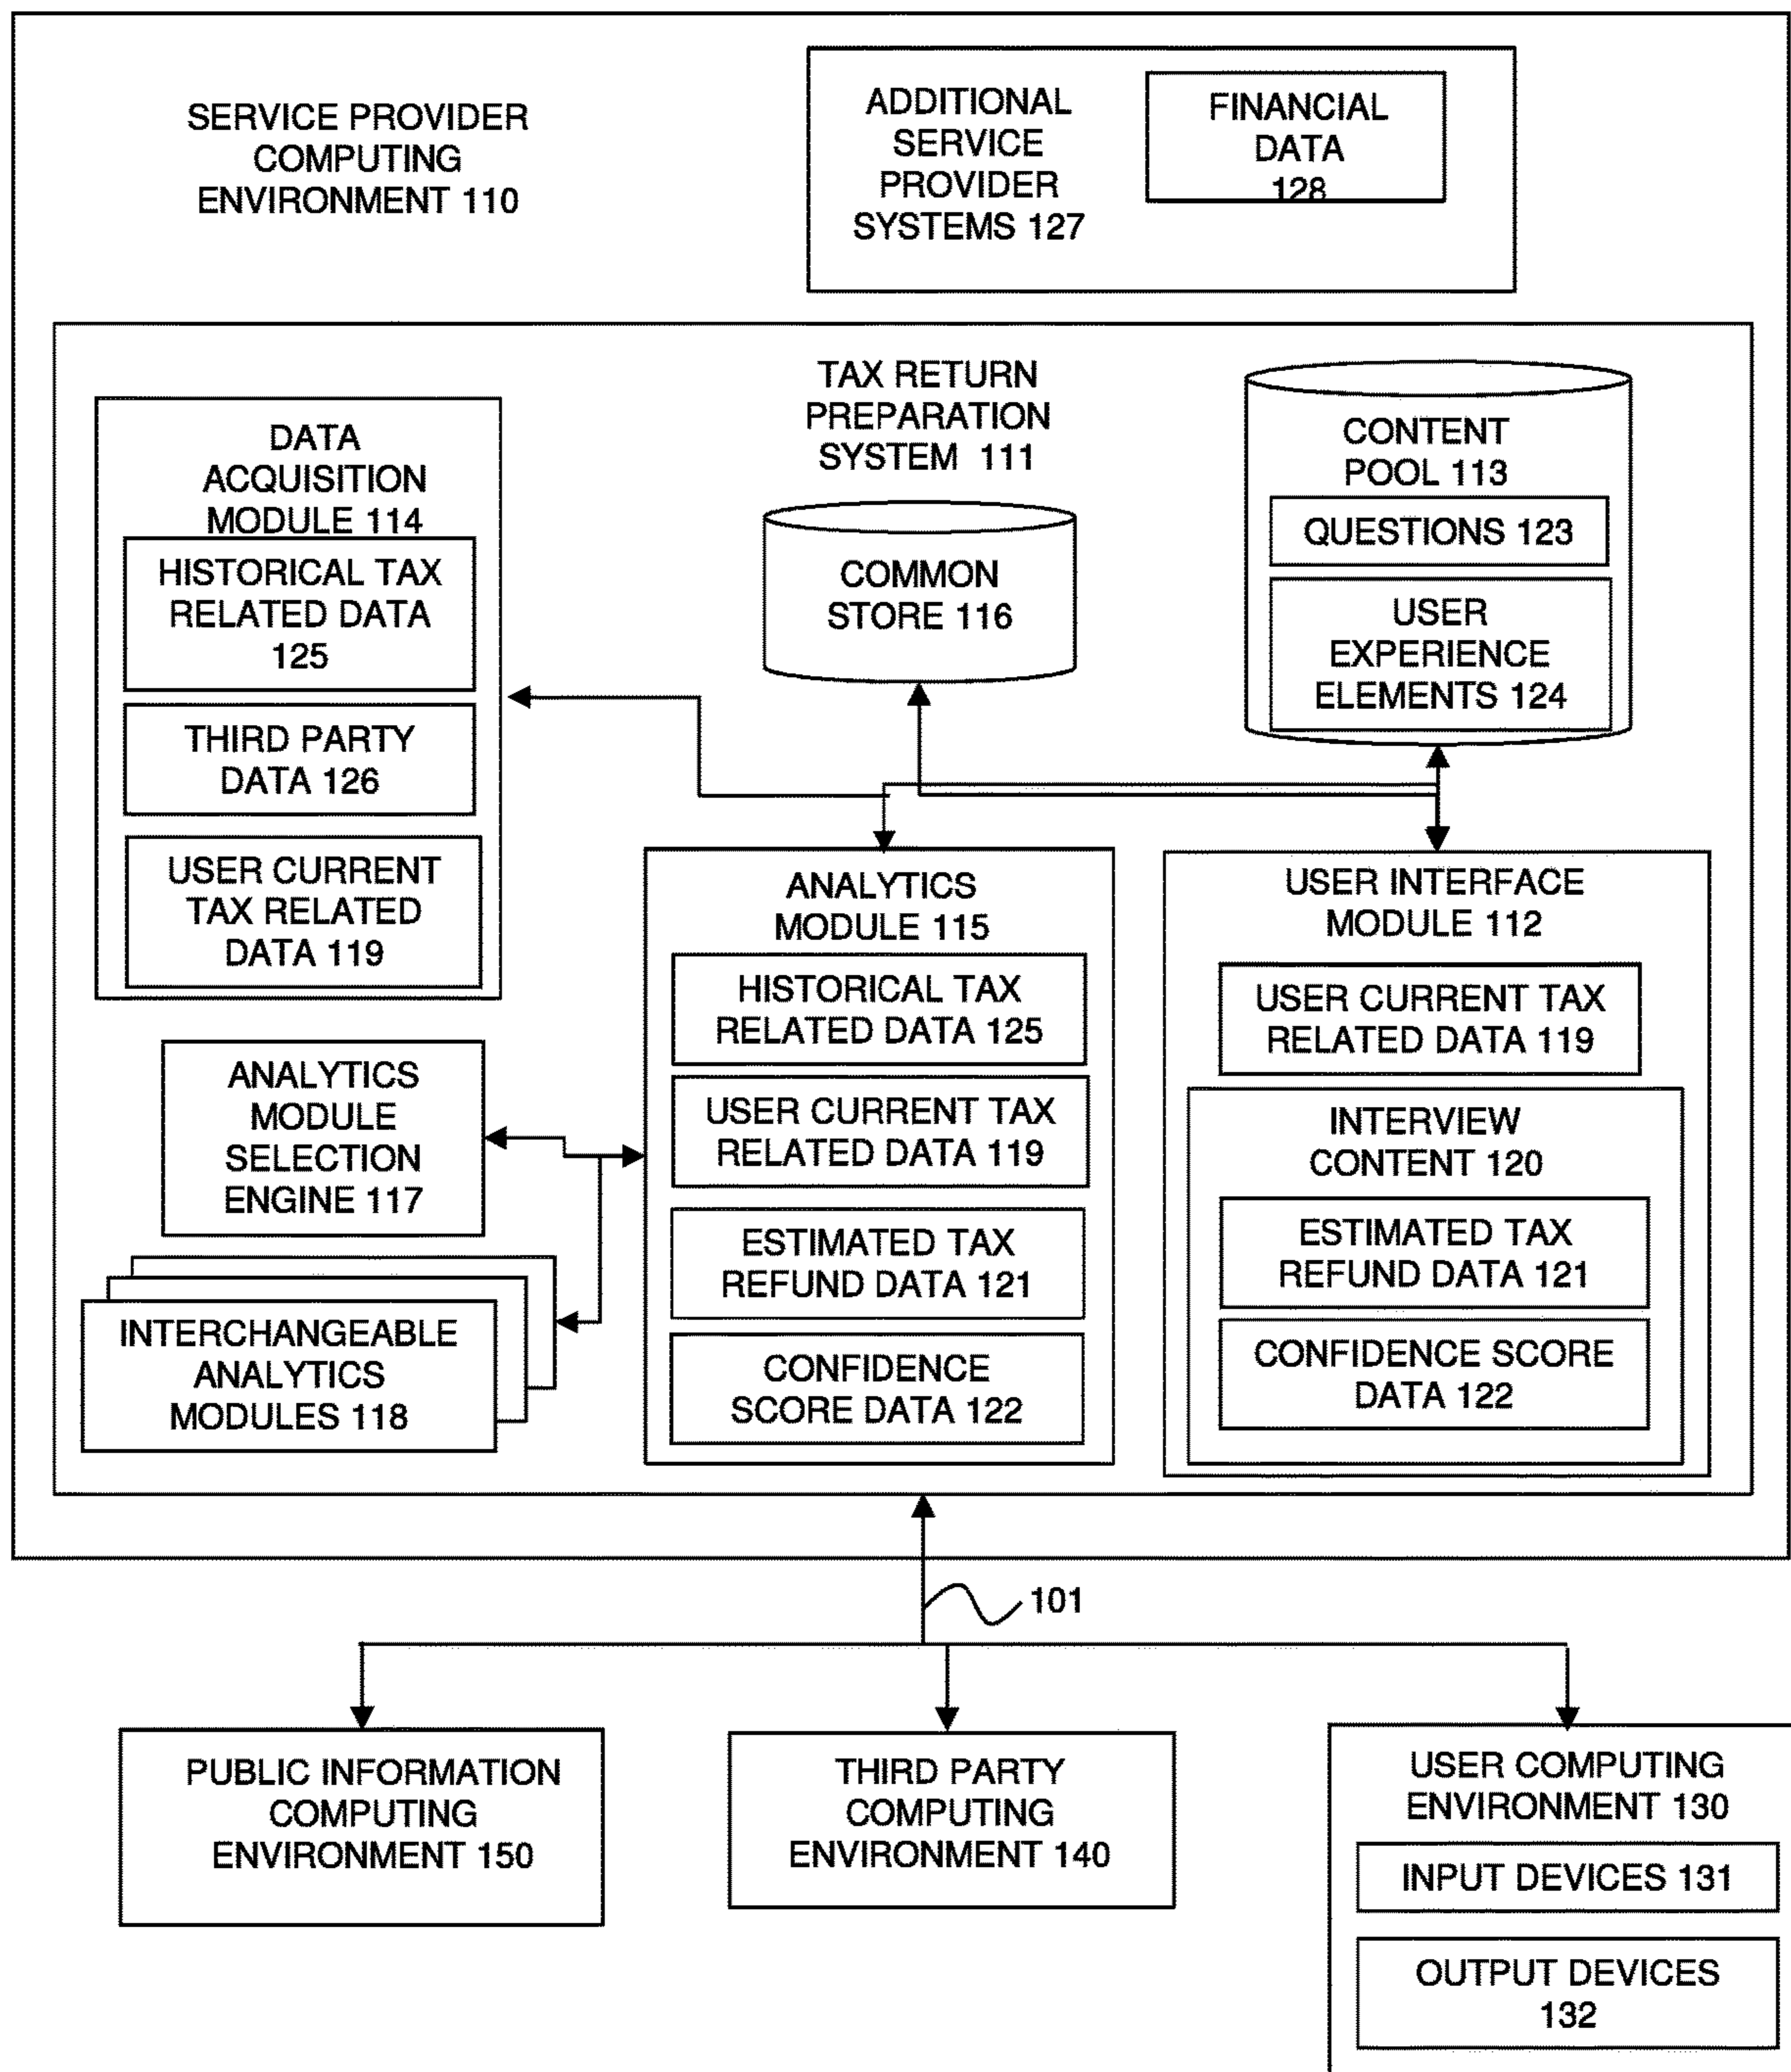 SERVICE PROVIDER
COMPUTING
ENVIRONMENT 110
ADDITIONAL
SERVICE
PROVIDER
SYSTEMS 127
FINANCIAL
DATA
128
TAX RETURN
PREPARATION
SYSTEM 111
DATA
ACQUISITION
MODULE 114
HISTORICAL TAX
RELATED DATA
125
THIRD PARTY
DATA 126
USER CURRENT
TAX RELATED
DATA 119
COMMON
STORE 116
CONTENT
POOL 113
QUESTIONS 123
USER
EXPERIENCE
ELEMENTS 124
ANALYTICS
MODULE
SELECTION
ENGINE 117
INTERCHANGEABLE
ANALYTICS
MODULES 118
ANALYTICS
MODULE 115
HISTORICAL TAX
RELATED DATA 125
USER CURRENT TAX
RELATED DATA 119
ESTIMATED TAX
REFUND DATA 121
CONFIDENCE
SCORE DATA 122
USER INTERFACE
MODULE 112
USER CURRENT TAX
RELATED DATA 119
INTERVIEW
CONTENT 120
ESTIMATED TAX
REFUND DATA 121
CONFIDENCE SCORE
DATA 122
101
PUBLIC INFORMATION
COMPUTING
ENVIRONMENT 150
THIRD PARTY
COMPUTING
ENVIRONMENT 140
USER COMPUTING
ENVIRONMENT 130
INPUT DEVICES 131
OUTPUT DEVICES
132